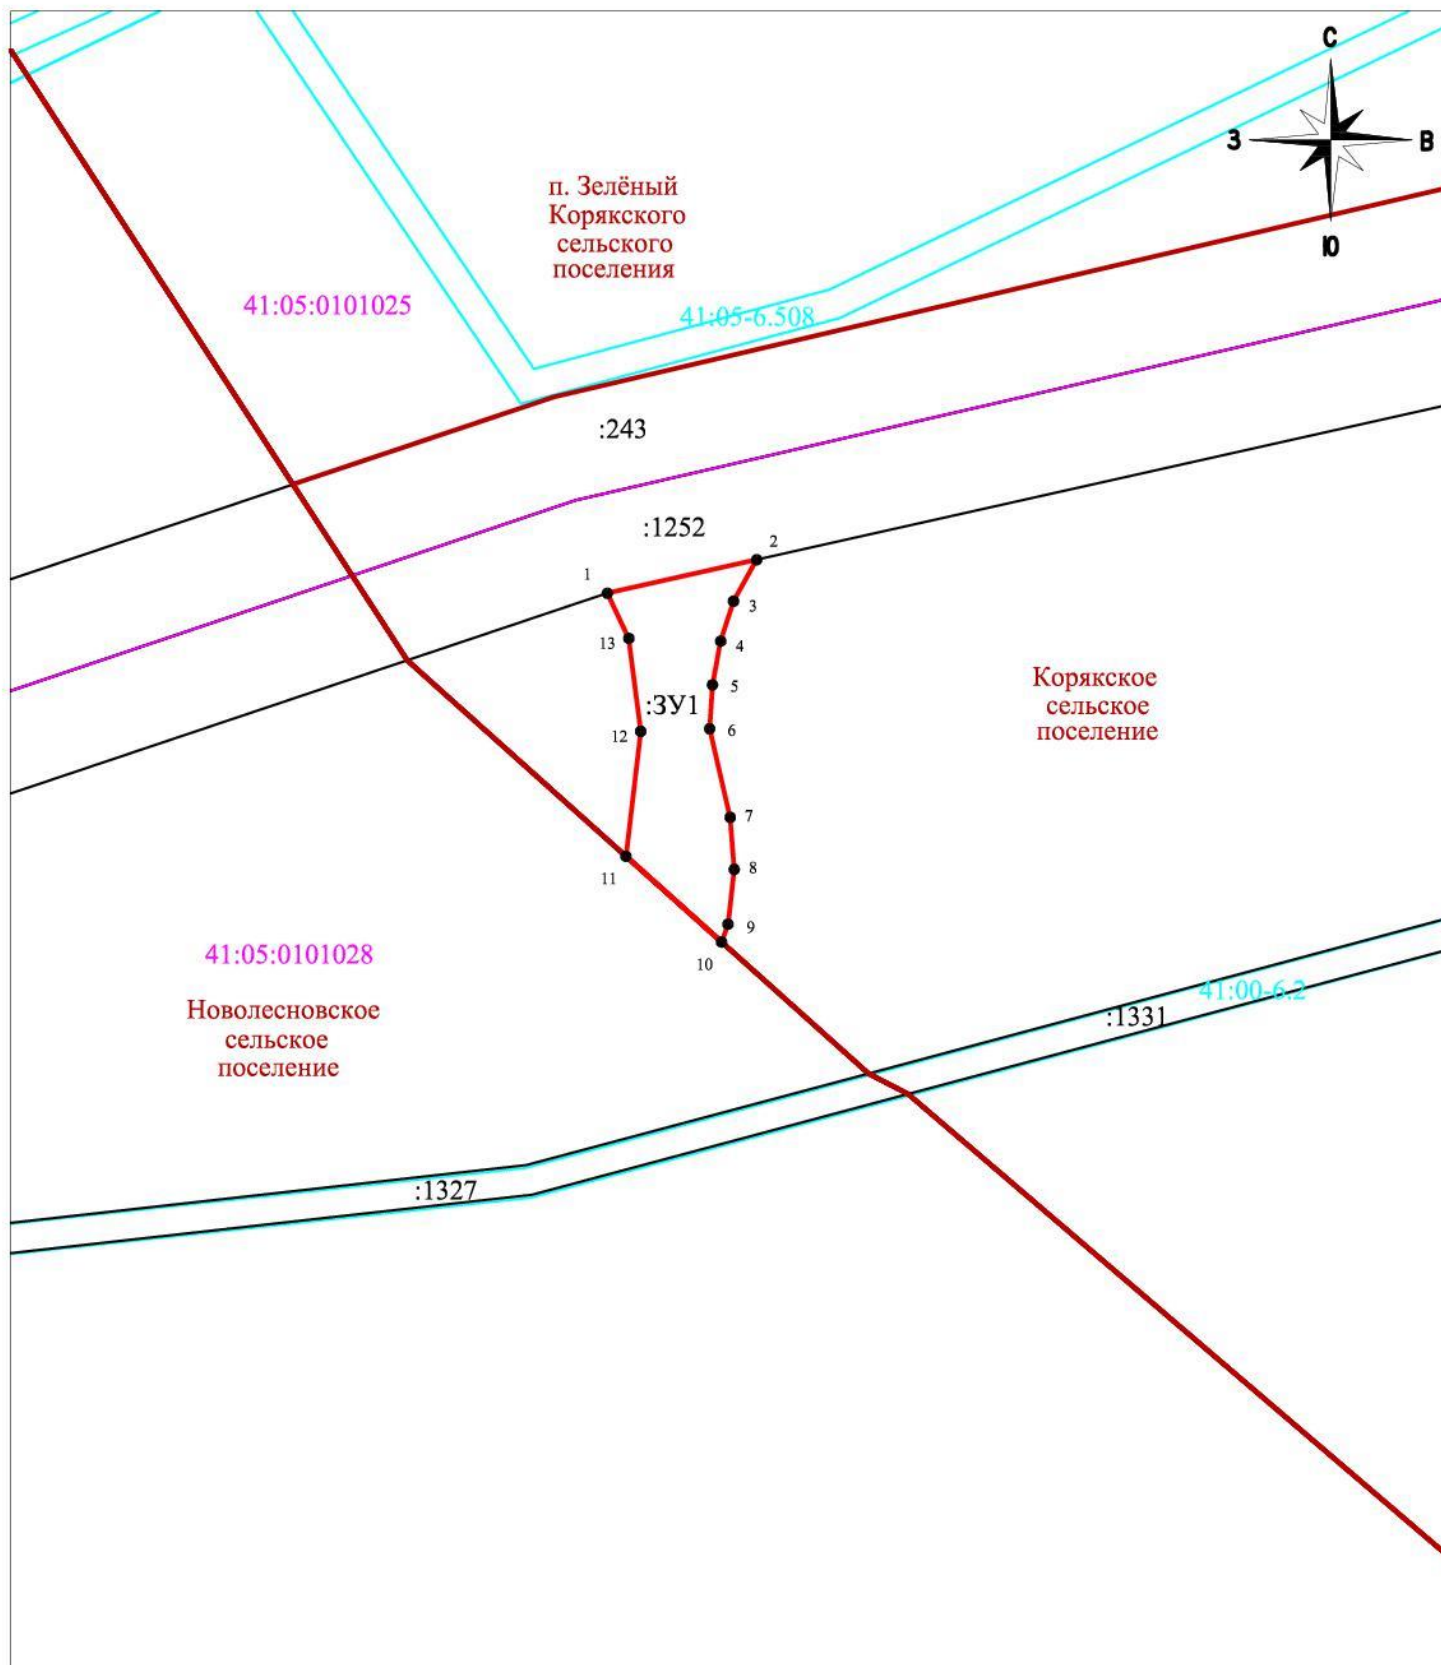 С
З
В
Ю
п. Зелёный
Корякского
сельского
поселения
41:05:0101025
41:05-6.508
:243
:1252
2
1
3
13
4
Корякское
сельское
поселение
5
:ЗУ1
6
12
7
8
11
9
10
41:05:0101028
41:00-6.2
Новолесновское
сельское
поселение
:1331
:1327